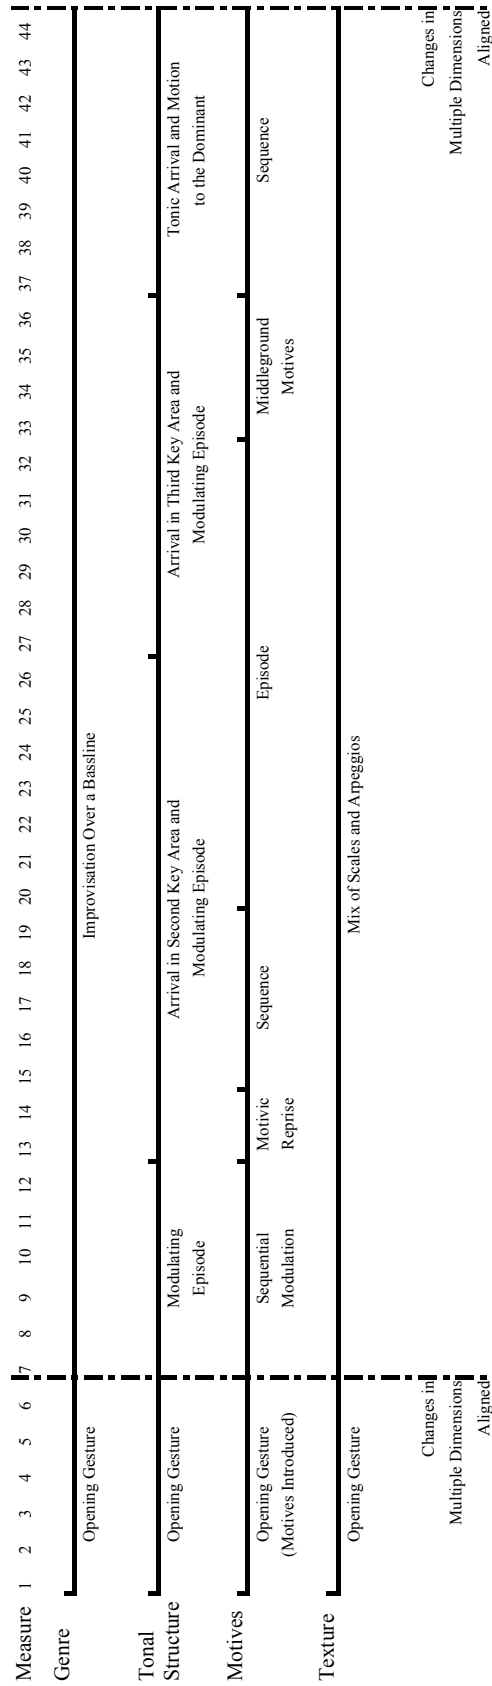 Measure 1 2 3 4 5 6 7 8 9 10 11 12 13 14 15 16 17 18 19 20 21 22 23 24 25 26 27 28 29 30 31 32 33 34 35 36 37 38 39 40 41 42 43 44
Genre
Opening Gesture
Improvisation Over a Bassline
Tonal
Structure
Opening Gesture
Modulating
Episode
Arrival in Second Key Area and
Modulating Episode
Arrival in Third Key Area and
Modulating Episode
Tonic Arrival and Motion
to the Dominant
Motives
Opening Gesture
(Motives Introduced)
Sequential
Modulation
Motivic
Reprise
Sequence
Episode
Middleground
Motives
Sequence
Texture
Opening Gesture
Mix of Scales and Arpeggios
Changes in
Multiple Dimensions
Aligned
Changes in
Multiple Dimensions
Aligned